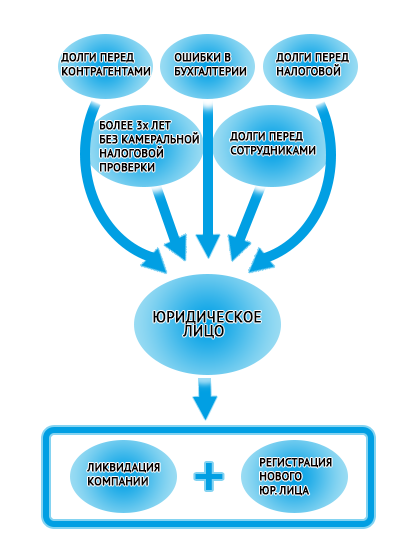 ДОЛГИ ПЕРЕД
КОНТРАГЕНТАМИ
ОШИБКИ В
БУХГАЛТЕРИИ
ДОЛГИ ПЕРЕД
НАЛОГОВОЙ
БОЛЕЕ 3х ЛЕТ
БЕЗ КАМЕРАЛЬНОЙ
НАЛОГОВОЙ
ПРОВЕРКИ
ДОЛГИ ПЕРЕД
СОТРУДНИКАМИ
ЮРИДИЧЕСКОЕ
ЛИЦО
ЛИКВИДАЦИЯ
КОМПАНИИ
+
РЕГИСТРАЦИЯ
НОВОГО
ЮР. ЛИЦА